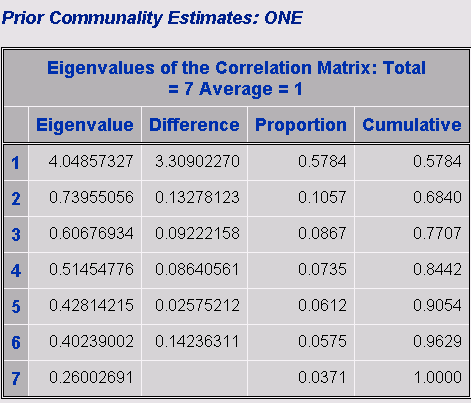 Prior Communality Estimates: ONE
Eigenvalues of the Correlation Matrix: Total
= 7 Average = 1
Eigenvalue Difference Proportion Cumulative
1 4.04857327 3.30902270 0.5784 0.5784
2 0.73955056 0.13278123 0.1057 0.6840
3 0.60676934 0.09222158 0.0867 0.7707
4 0.51454776 0.08640561 0.0735 0.8442
5 0.42814215 0.02575212 0.0612 0.9054
6 0.40239002 0.14236311 0.0575 0.9629
7 0.26002691 0.0371 1.0000